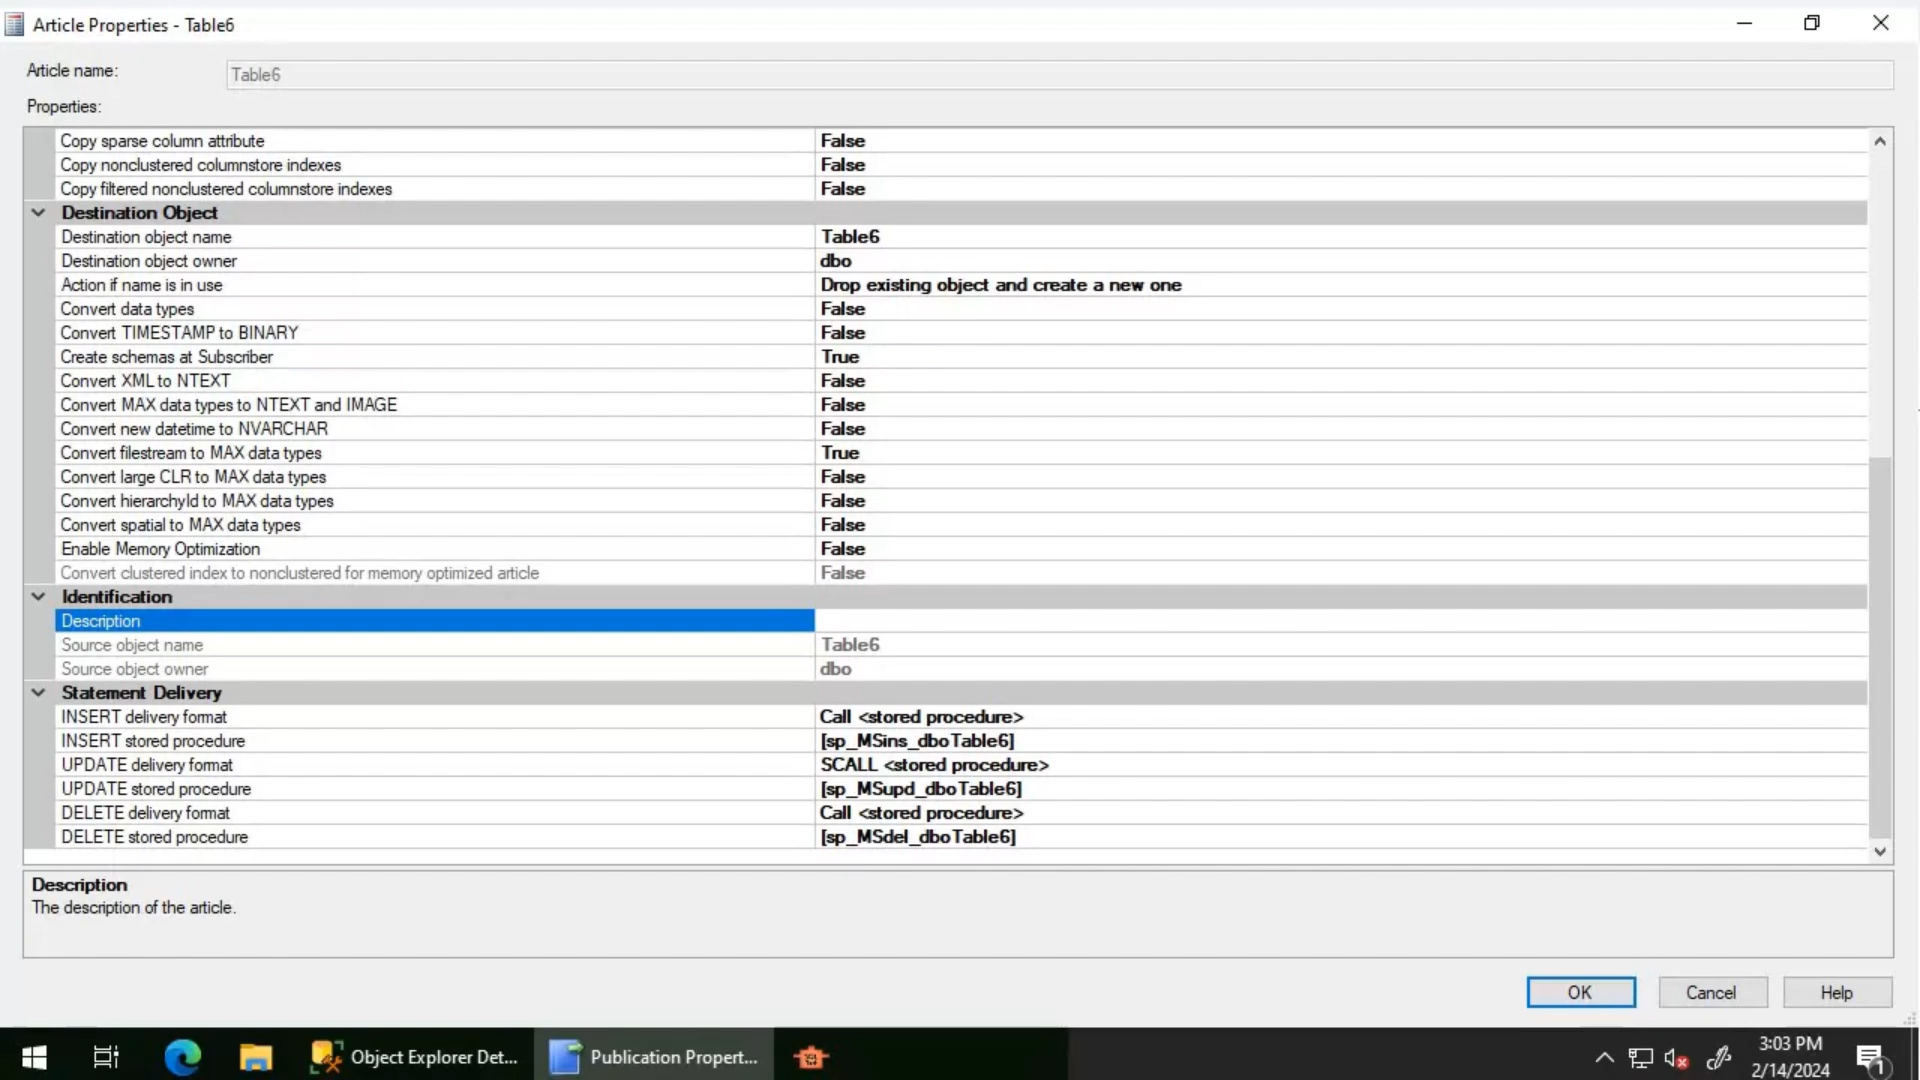 Article Properties - Table6
Article name: Table6
Properties:
Copy sparse column attribute False
Copy nonclustered columnstore indexes False
Copy filtered nonclustered columnstore indexes False
Destination Object
Destination object name Table6
Destination object owner dbo
Action if name is in use Drop existing object and create a new one
Convert data types False
Convert TIMESTAMP to BINARY False
Create schemas at Subscriber True
Convert XML to NTEXT False
Convert MAX data types to NTEXT and IMAGE False
Convert new datetime to NVARCHAR False
Convert filestream to MAX data types True
Convert large CLR to MAX data types False
Convert hierarchyId to MAX data types False
Convert spatial to MAX data types False
Enable Memory Optimization False
Convert clustered index to nonclustered for memory optimized article False
Identification
Description
Source object name Table6
Source object owner dbo
Statement Delivery
INSERT delivery format Call <stored procedure>
INSERT stored procedure [sp_MSins_dboTable6]
UPDATE delivery format SCALL <stored procedure>
UPDATE stored procedure [sp_MSupd_dboTable6]
DELETE delivery format Call <stored procedure>
DELETE stored procedure [sp_MSdel_dboTable6]
Description
The description of the article.
OK Cancel Help
Object Explorer Det... Publication Propert... 3:03 PM
2/14/2024 1